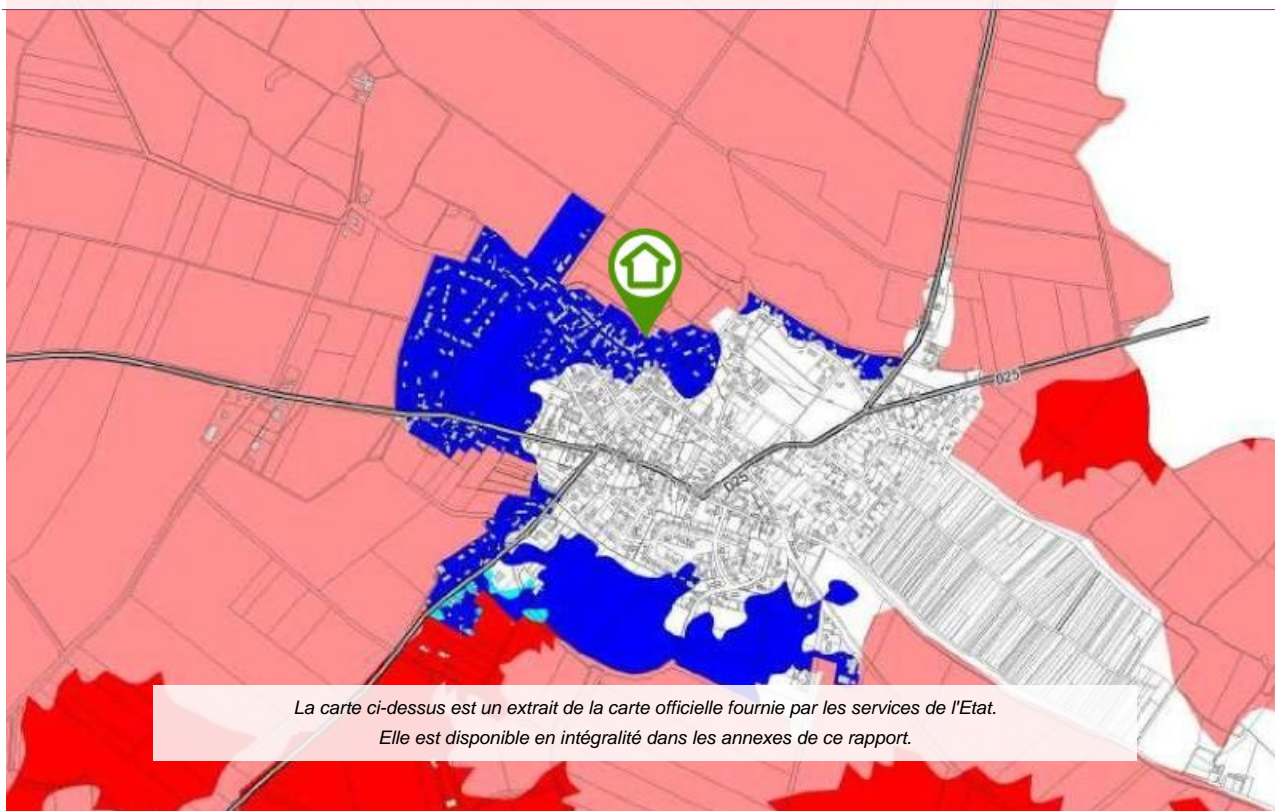 D25
D25
La carte ci-dessus est un extrait de la carte officielle fournie par les services de l'Etat.
Elle est disponible en intégralité dans les annexes de ce rapport.